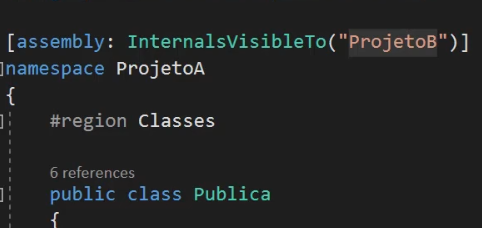 [assembly: InternalsVisibleTo("ProjetoB")]
namespace ProjetoA
{
#region Classes
6 references
public class Publica
{